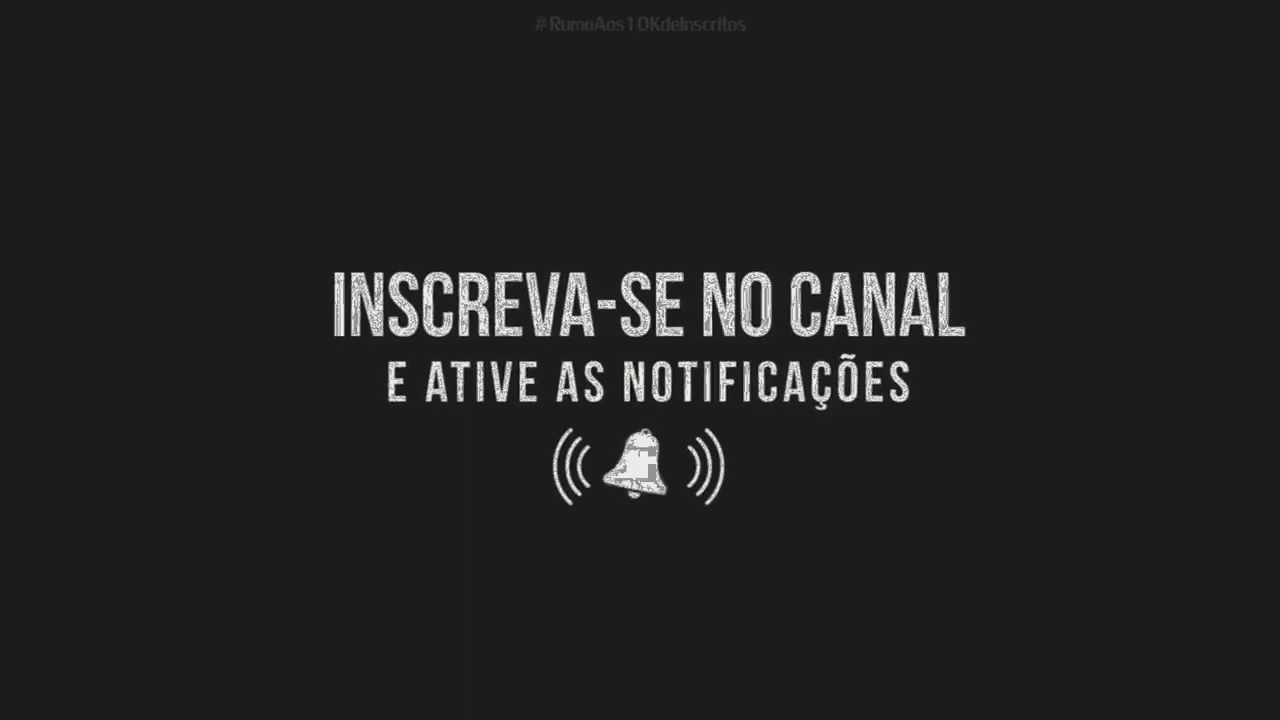 #RumoAos10KdeInscritos
INSCREVA-SE NO CANAL
E ATIVE AS NOTIFICAÇÕES